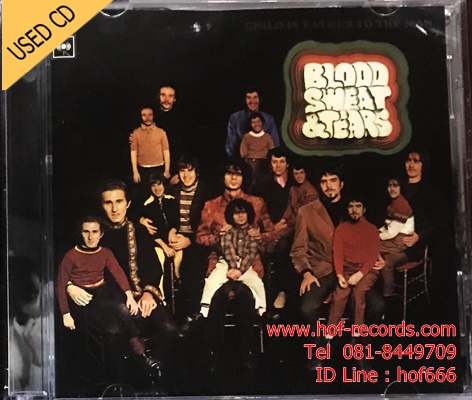 USED CD
CHILD IS FATHER TO THE MAN
BLOOD
SWEAT
& TEARS
www.hof-records.com
Tel 081-8449709
ID Line : hof666